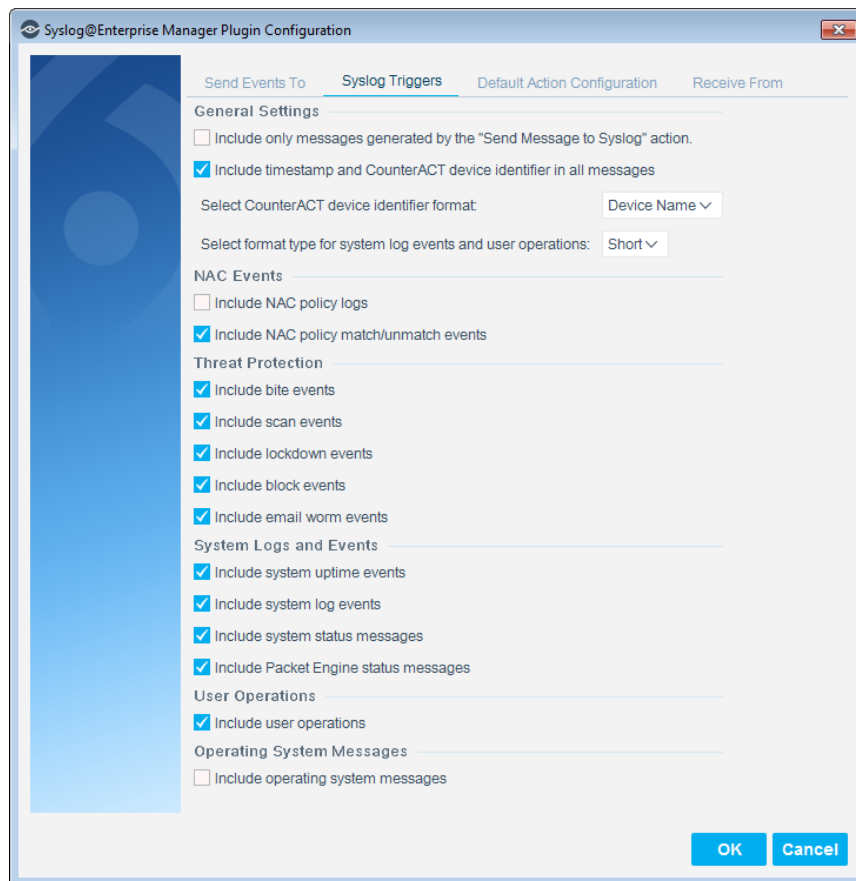 Syslog@Enterprise Manager Plugin Configuration
Send Events To Syslog Triggers Default Action Configuration Receive From
General Settings
Include only messages generated by the "Send Message to Syslog" action.
Include timestamp and CounterACT device identifier in all messages
Select CounterACT device identifier format: Device Name
Select format type for system log events and user operations: Short
NAC Events
Include NAC policy logs
Include NAC policy match/unmatch events
Threat Protection
Include bite events
Include scan events
Include lockdown events
Include block events
Include email worm events
System Logs and Events
Include system uptime events
Include system log events
Include system status messages
Include Packet Engine status messages
User Operations
Include user operations
Operating System Messages
Include operating system messages
OK Cancel